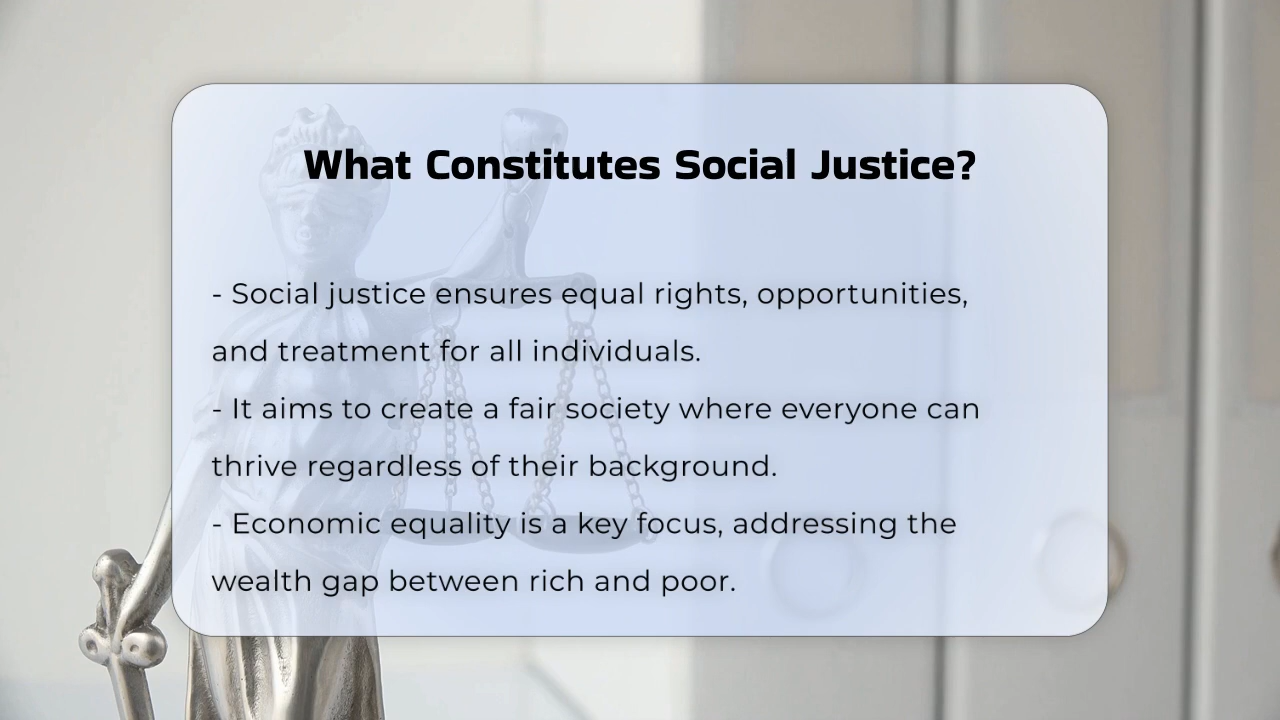 What Constitutes Social Justice?
- Social justice ensures equal rights, opportunities,
and treatment for all individuals.
- It aims to create a fair society where everyone can
thrive regardless of their background.
- Economic equality is a key focus, addressing the
wealth gap between rich and poor.